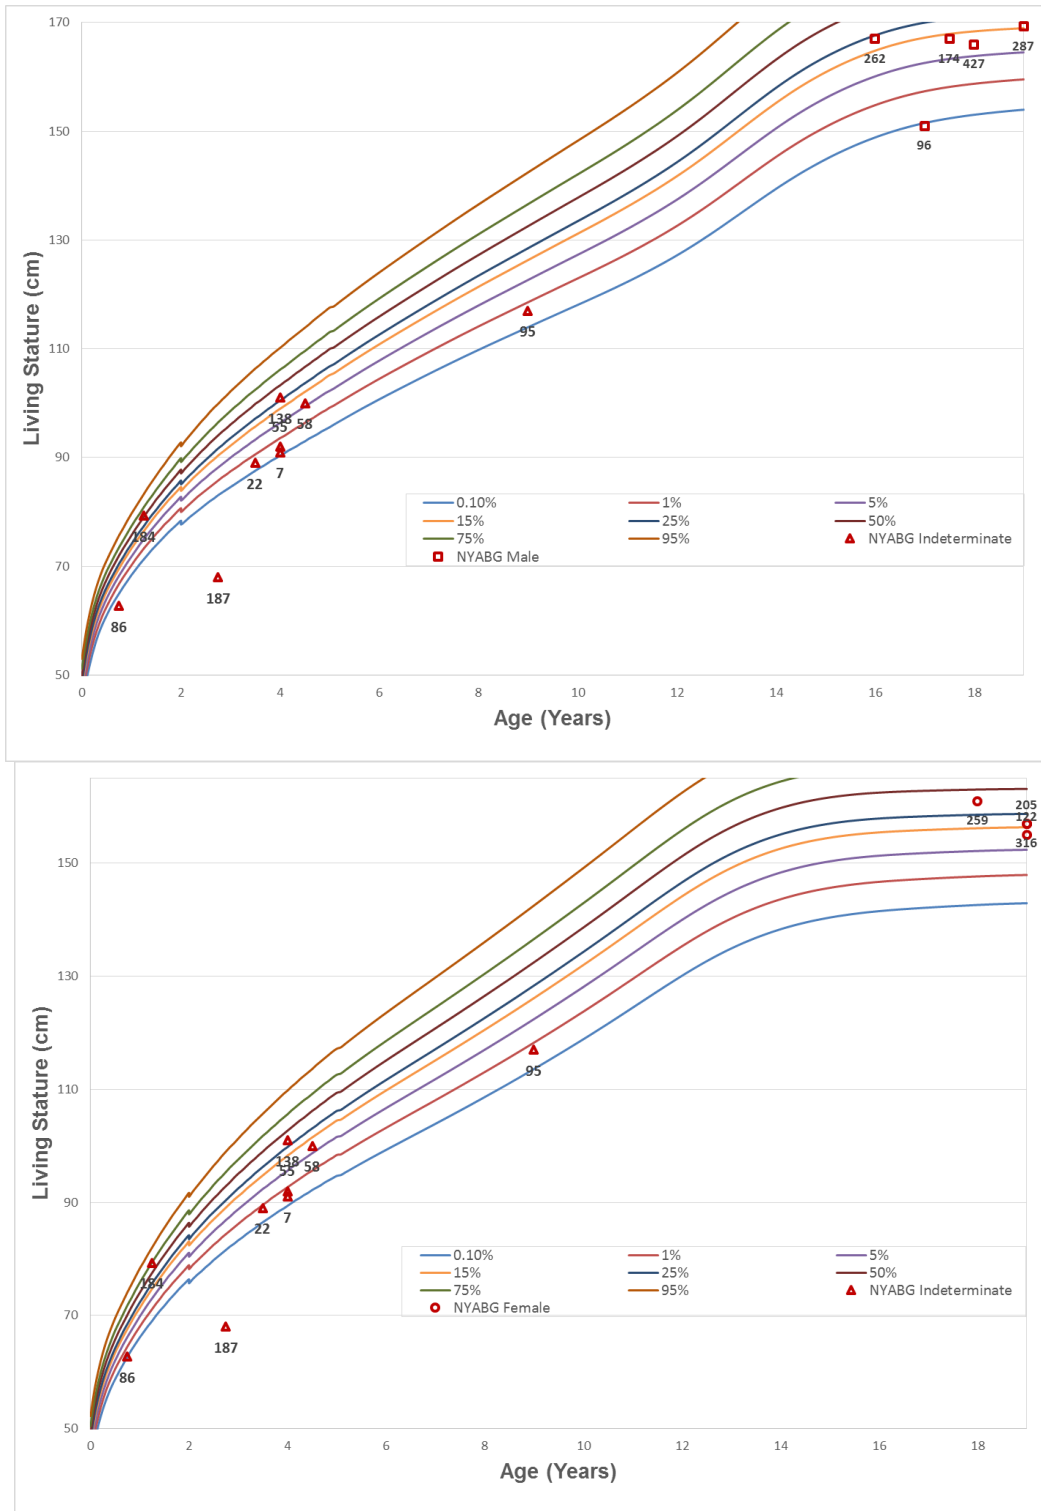 170
150
130
110
90
70
50
Living Stature (cm)
262
174
427
287
96
95
138
55
58
22
7
184
187
86
0.10% 1% 5%
15% 25% 50%
75% 95% NYABG Indeterminate
NYABG Male
0 2 4 6 8 10 12 14 16 18
Age (Years)
150
130
110
90
70
50
Living Stature (cm)
205
259
122
316
95
138
55
58
22
7
184
187
86
0.10% 1% 5%
15% 25% 50%
75% 95% NYABG Indeterminate
NYABG Female
0 2 4 6 8 10 12 14 16 18
Age (Years)